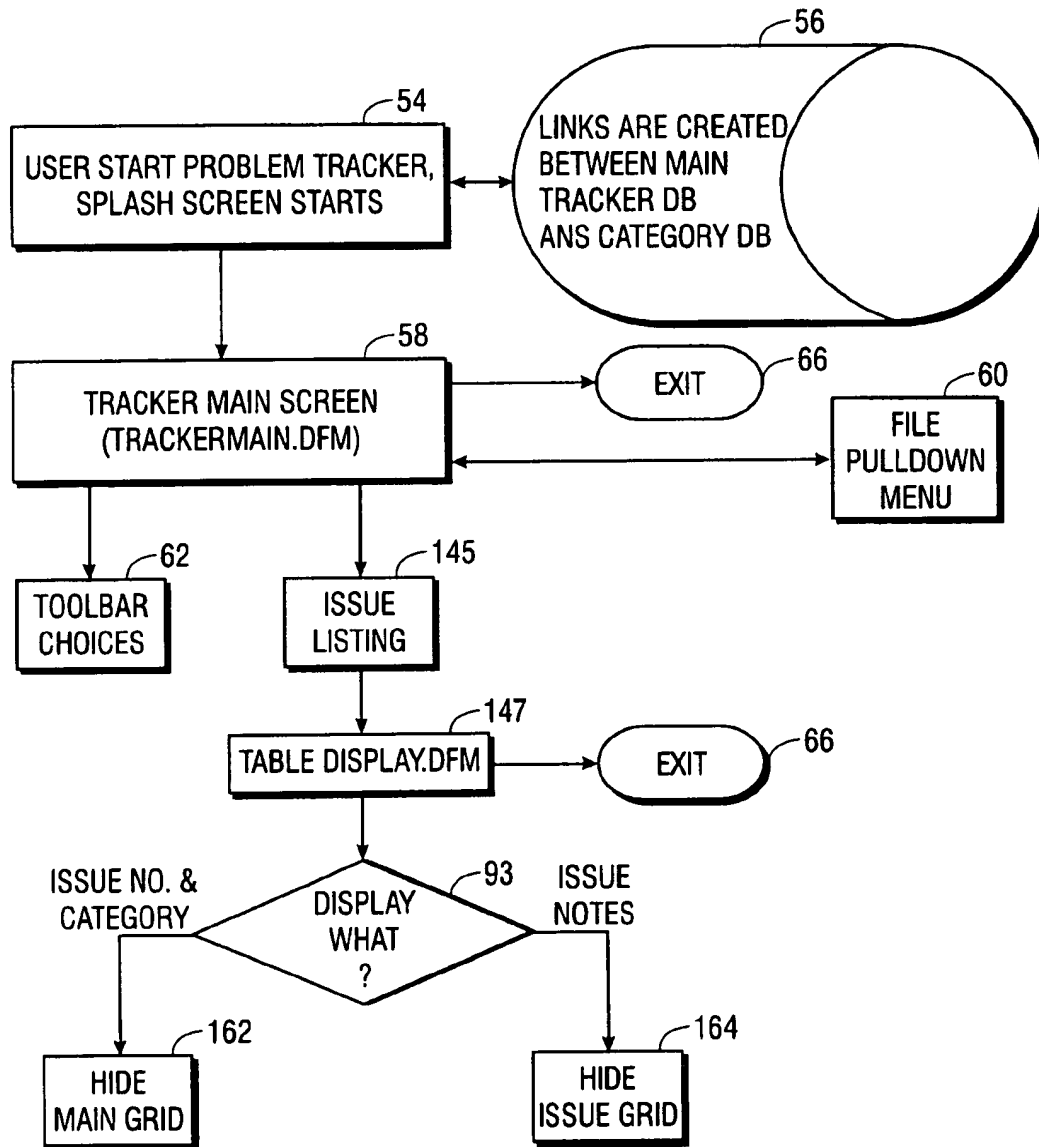 56
54
LINKS ARE CREATED
BETWEEN MAIN
TRACKER DB
ANS CATEGORY DB
USER START PROBLEM TRACKER,
SPLASH SCREEN STARTS
58
TRACKER MAIN SCREEN
(TRACKERMAIN.DFM)
66
EXIT
60
FILE
PULLDOWN
MENU
62
TOOLBAR
CHOICES
145
ISSUE
LISTING
147
TABLE DISPLAY.DFM
66
EXIT
93
DISPLAY
WHAT
?
ISSUE NO. &
CATEGORY
ISSUE
NOTES
162
HIDE
MAIN GRID
164
HIDE
ISSUE GRID